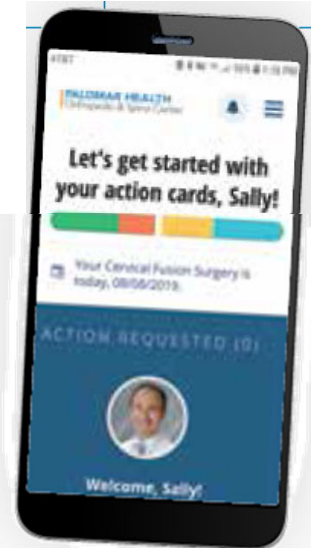 AT&T
PALOMAR HEALTH
Orthopedic & Spine Center
Let's get started with
your action cards, Sally!
Your Cervical Fusion Surgery is
today, 08/08/2019.
ACTION REQUESTED (0)
Welcome, Sally!